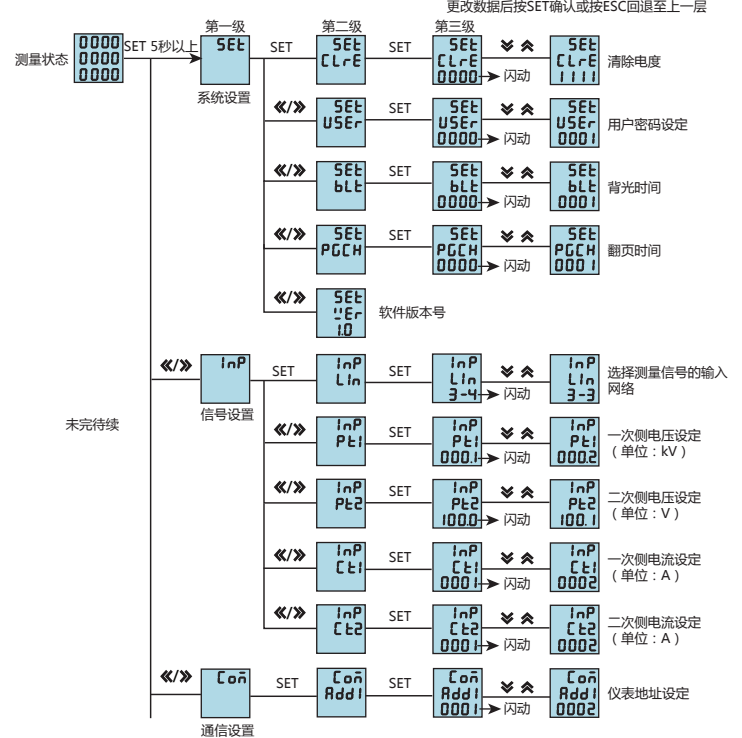 更改数据后按SET确认或按ESC回退至上一层
第一级 第二级 第三级
测量状态
0000
0000
0000
SET 5秒以上
SEt
系统设置
SET
SEt
CLrE
SET
SEt
CLrE
0000
闪动
SEt
CLrE
1111
清除电度
«/»
SEt
USEr
SET
SEt
USEr
0000
闪动
SEt
USEr
0001
用户密码设定
«/»
SEt
bLt
SET
SEt
bLt
0000
闪动
SEt
bLt
0001
背光时间
«/»
SEt
PGCH
SET
SEt
PGCH
0000
闪动
SEt
PGCH
0001
翻页时间
«/»
SEt
VEr
1.0
软件版本号
«/»
InP
信号设置
SET
InP
LIn
SET
InP
LIn
3-4
闪动
InP
LIn
3-3
选择测量信号的输入
网络
未完待续
«/»
InP
Pt1
SET
InP
Pt1
000.1
闪动
InP
Pt1
000.2
一次侧电压设定
(单位:kV)
«/»
InP
Pt2
SET
InP
Pt2
100.0
闪动
InP
Pt2
100.1
二次侧电压设定
(单位:V)
«/»
InP
Ct1
SET
InP
Ct1
0001
闪动
InP
Ct1
0002
一次侧电流设定
(单位:A)
«/»
InP
Ct2
SET
InP
Ct2
0001
闪动
InP
Ct2
0002
二次侧电流设定
(单位:A)
«/»
Con
通信设置
SET
Con
Add1
SET
Con
Add1
0001
闪动
Con
Add1
0002
仪表地址设定